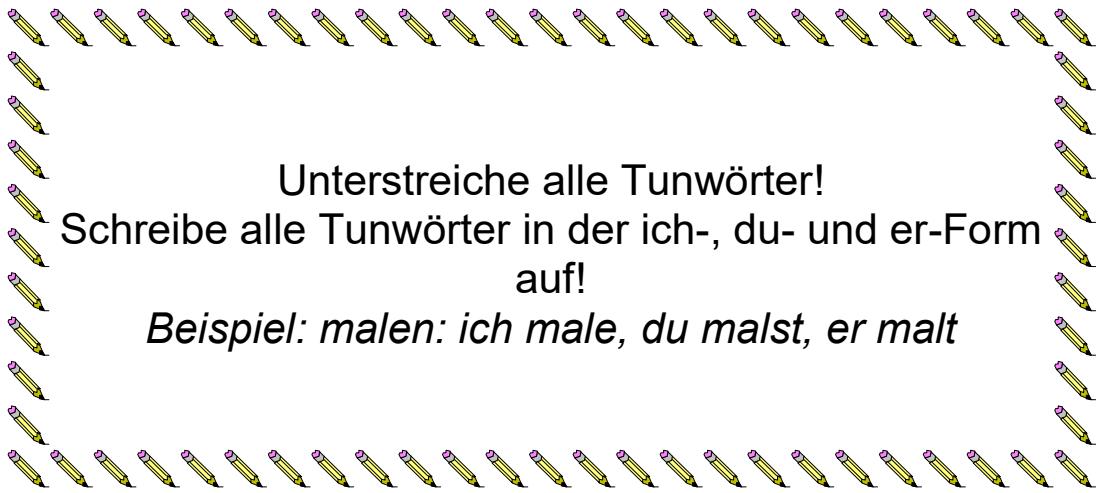 Unterstreiche alle Tunwörter!
Schreibe alle Tunwörter in der ich-, du- und er-Form
auf!
Beispiel: malen: ich male, du malst, er malt